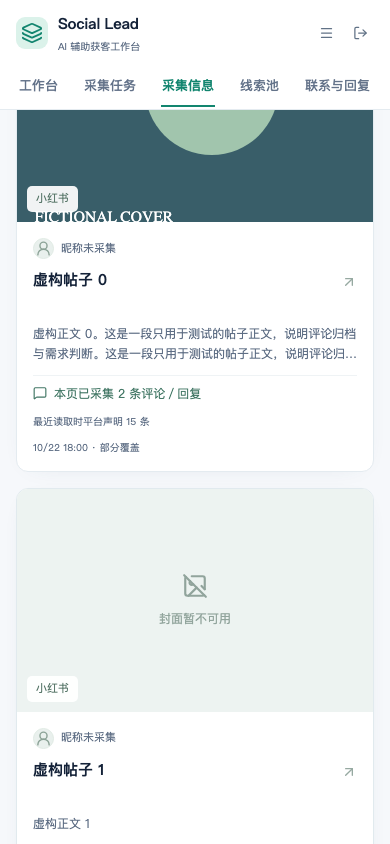 Social Lead
AI 辅助获客工作台
工作台 采集任务 采集信息 线索池 联系与回复
小红书
FICTIONAL COVER
昵称未采集
虚构帖子 0
虚构正文 0。这是一段只用于测试的帖子正文，说明评论归档
与需求判断。这是一段只用于测试的帖子正文，说明评论归...
本页已采集 2 条评论 / 回复
最近读取时平台声明 15 条
10/22 18:00 · 部分覆盖
封面暂不可用
小红书
昵称未采集
虚构帖子 1
虚构正文 1